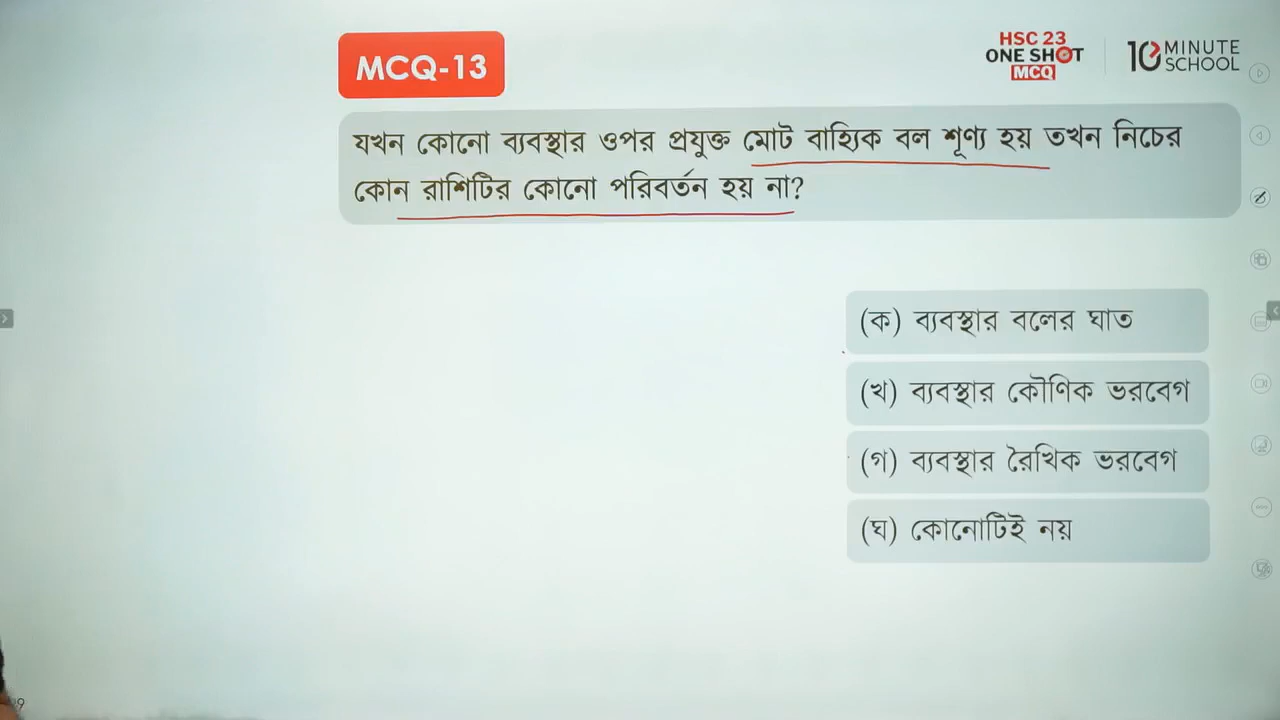 MCQ-13
HSC 23
ONE SHOT
MCQ
10 MINUTE
SCHOOL
যখন কোনো ব্যবস্থার ওপর প্রযুক্ত মোট বাহ্যিক বল শূণ্য হয় তখন নিচের
কোন রাশিটির কোনো পরিবর্তন হয় না?
(ক) ব্যবস্থার বলের ঘাত
(খ) ব্যবস্থার কৌণিক ভরবেগ
(গ) ব্যবস্থার রৈখিক ভরবেগ
(ঘ) কোনোটিই নয়